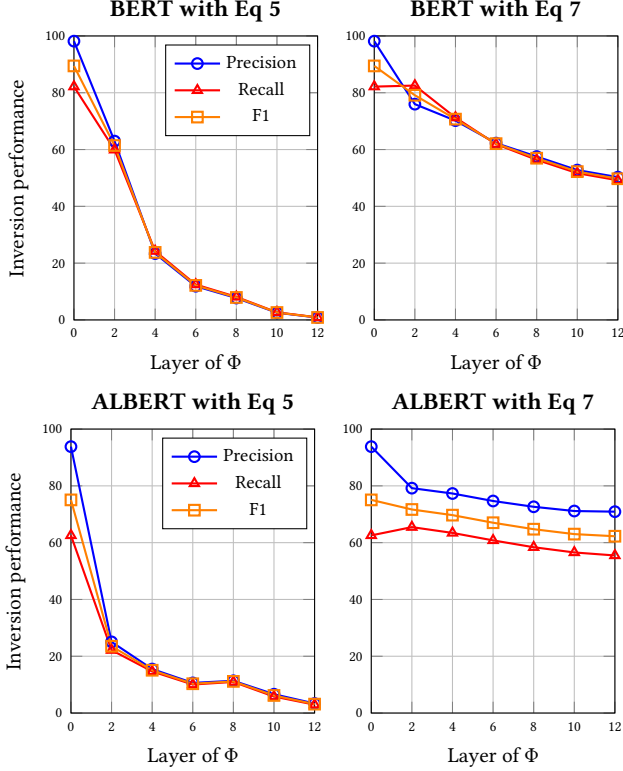 BERT with Eq 5
BERT with Eq 7
Inversion performance
100
80
60
40
20
0
Precision
Recall
F1
0 2 4 6 8 10 12
Layer of Φ
100
80
60
40
20
0
0 2 4 6 8 10 12
Layer of Φ
ALBERT with Eq 5
ALBERT with Eq 7
Inversion performance
100
80
60
40
20
0
Precision
Recall
F1
0 2 4 6 8 10 12
Layer of Φ
100
80
60
40
20
0
0 2 4 6 8 10 12
Layer of Φ